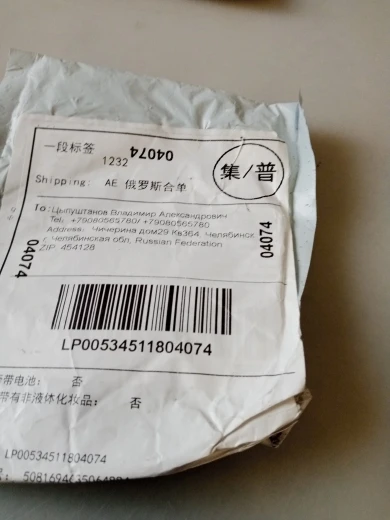 一段标签
1232
04074
集/普
Shipping: AE 俄罗斯合单
To: Цыпуштанов Владимир Александрович
Tel: +79080565780/ +79080565780
Address: Чичерина дом29 Кв364, Челябинск
, Челябинская обл, Russian Federation
ZIP: 454128
04074
04074
LP00534511804074
带电池: 否
带有非液体化妆品: 否
LP00534511804074